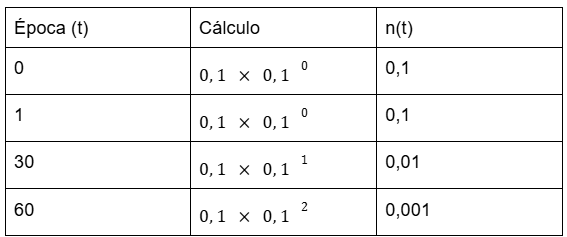 Época (t) Cálculo n(t)
0 0, 1 × 0, 1 ⁰ 0,1
1 0, 1 × 0, 1 ⁰ 0,1
30 0, 1 × 0, 1 ¹ 0,01
60 0, 1 × 0, 1 ² 0,001